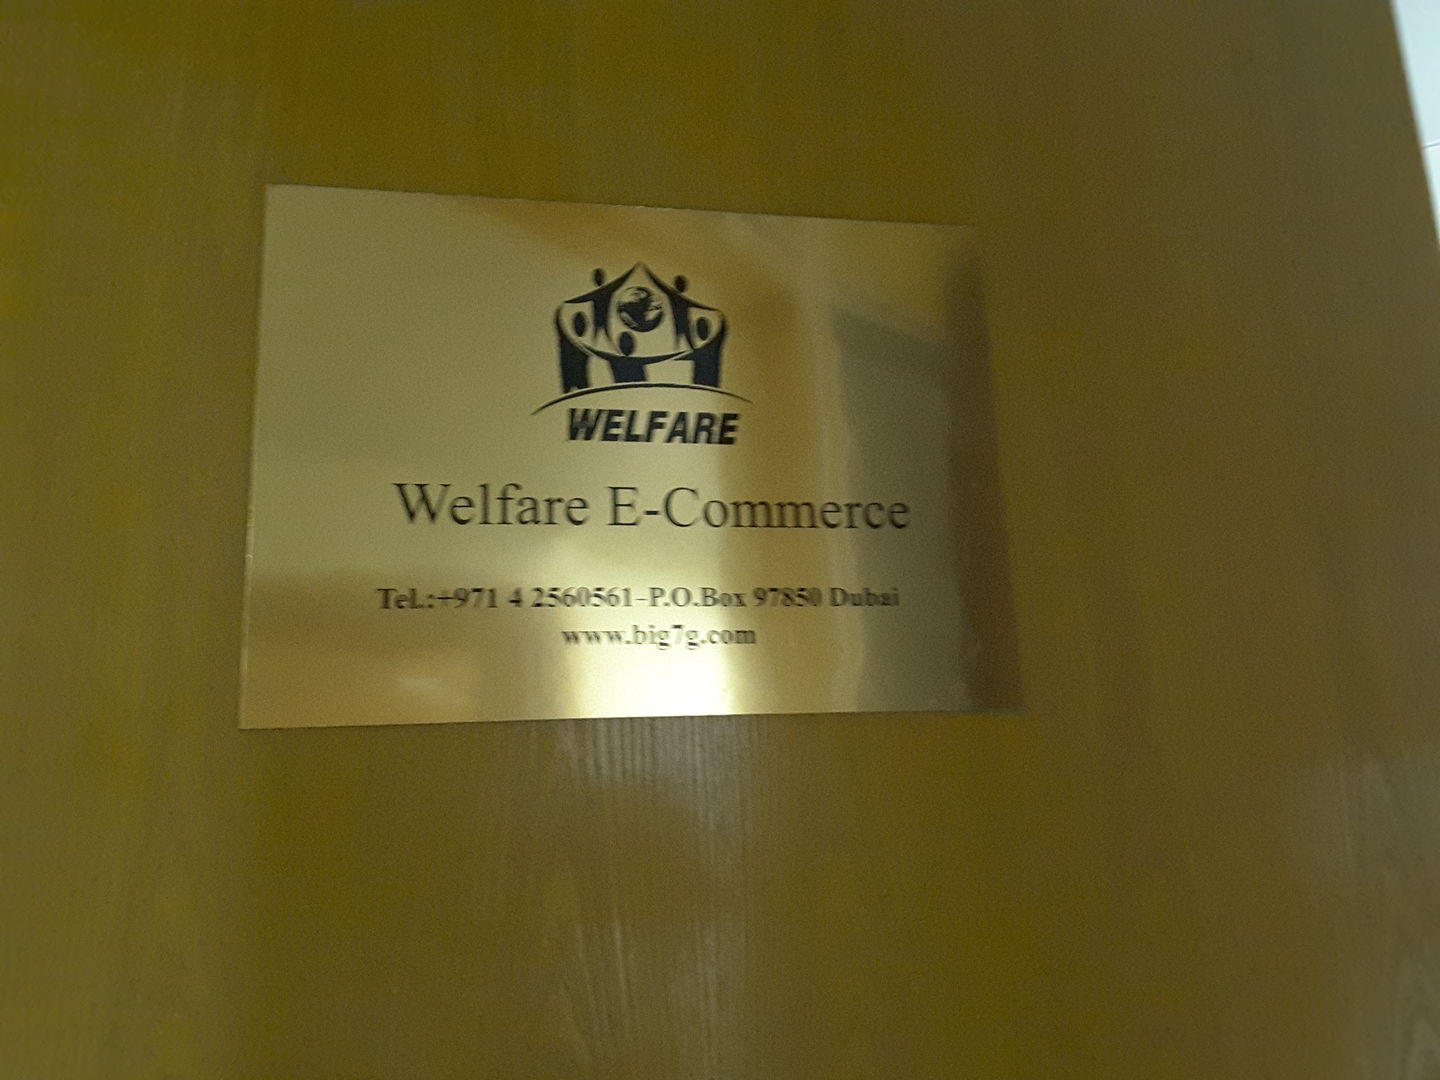 WELFARE
Welfare E-Commerce
Tel.:+971 4 2560561-P.O.Box 97850 Dubai
www.big7g.com